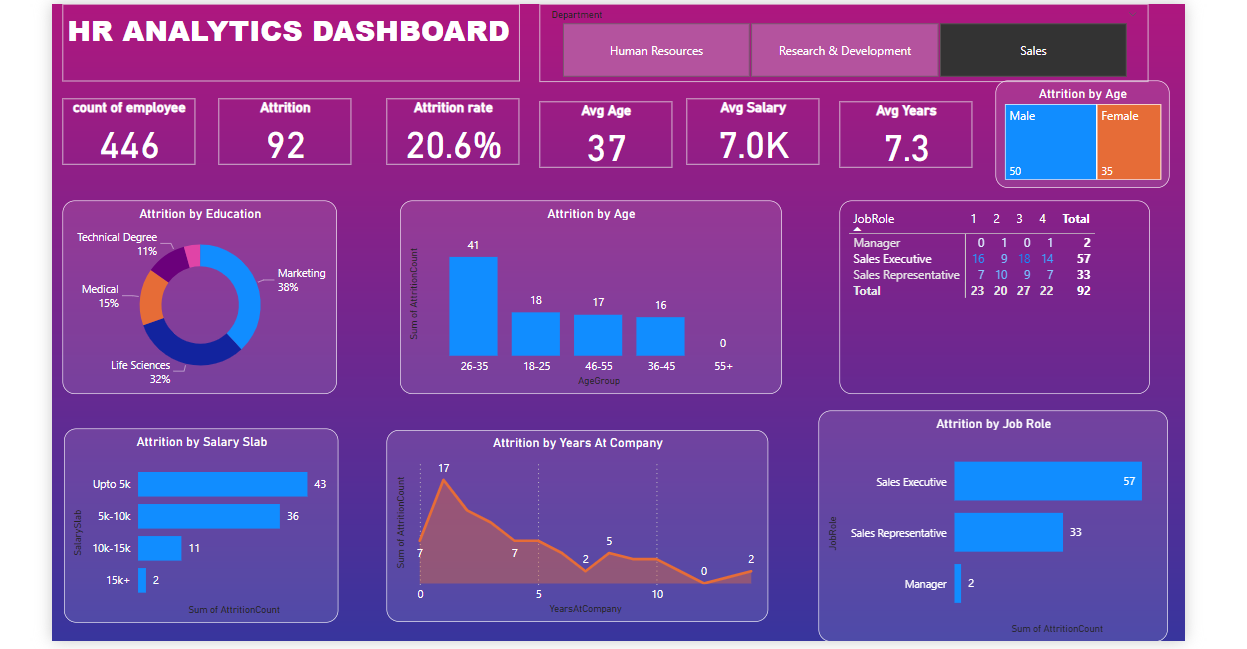 HR ANALYTICS DASHBOARD
Department
Human Resources
Research & Development
Sales
count of employee
446
Attrition
92
Attrition rate
20.6%
Avg Age
37
Avg Salary
7.0K
Avg Years
7.3
Attrition by Age
Male
Female
50
35
Attrition by Education
Technical Degree
11%
Marketing
38%
Medical
15%
Life Sciences
32%
Attrition by Age
Sum of AttritionCount
41
18
17
16
0
26-35
18-25
46-55
36-45
55+
AgeGroup
JobRole 1 2 3 4 Total
Manager 0 1 0 1 2
Sales Executive 16 9 18 14 57
Sales Representative 7 10 9 7 33
Total 23 20 27 22 92
Attrition by Salary Slab
SalarySlab
Upto 5k 43
5k-10k 36
10k-15k 11
15k+ 2
Sum of AttritionCount
Attrition by Years At Company
Sum of AttritionCount
17
7
7
2
5
0
2
0
5
10
YearsAtCompany
Attrition by Job Role
JobRole
Sales Executive 57
Sales Representative 33
Manager 2
Sum of AttritionCount